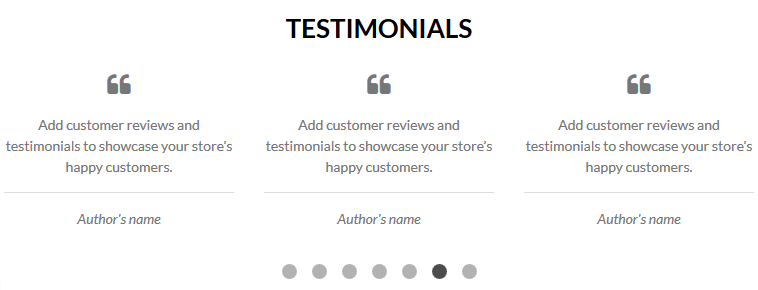 TESTIMONIALS
“
Add customer reviews and
testimonials to showcase your store's
happy customers.
Author's name
“
Add customer reviews and
testimonials to showcase your store's
happy customers.
Author's name
“
Add customer reviews and
testimonials to showcase your store's
happy customers.
Author's name